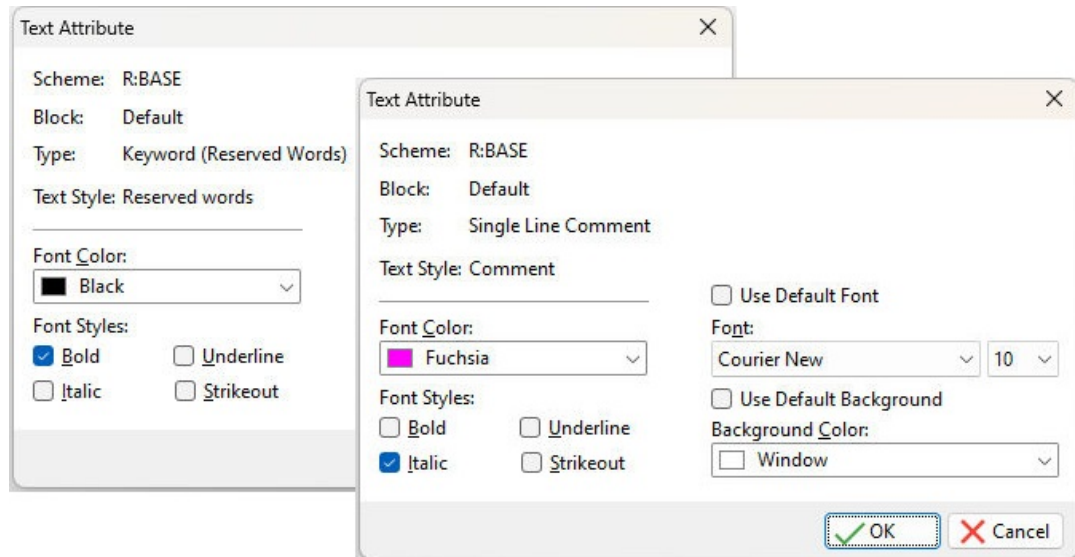 Text Attribute
Scheme: R:BASE
Block: Default
Type: Keyword (Reserved Words)
Text Style: Reserved words
Font Color:
Black
Font Styles:
Bold Underline
Italic Strikeout
Text Attribute
Scheme: R:BASE
Block: Default
Type: Single Line Comment
Text Style: Comment
Font Color:
Fuchsia
Font Styles:
Bold Underline
Italic Strikeout
Use Default Font
Font:
Courier New 10
Use Default Background
Background Color:
Window
OK Cancel